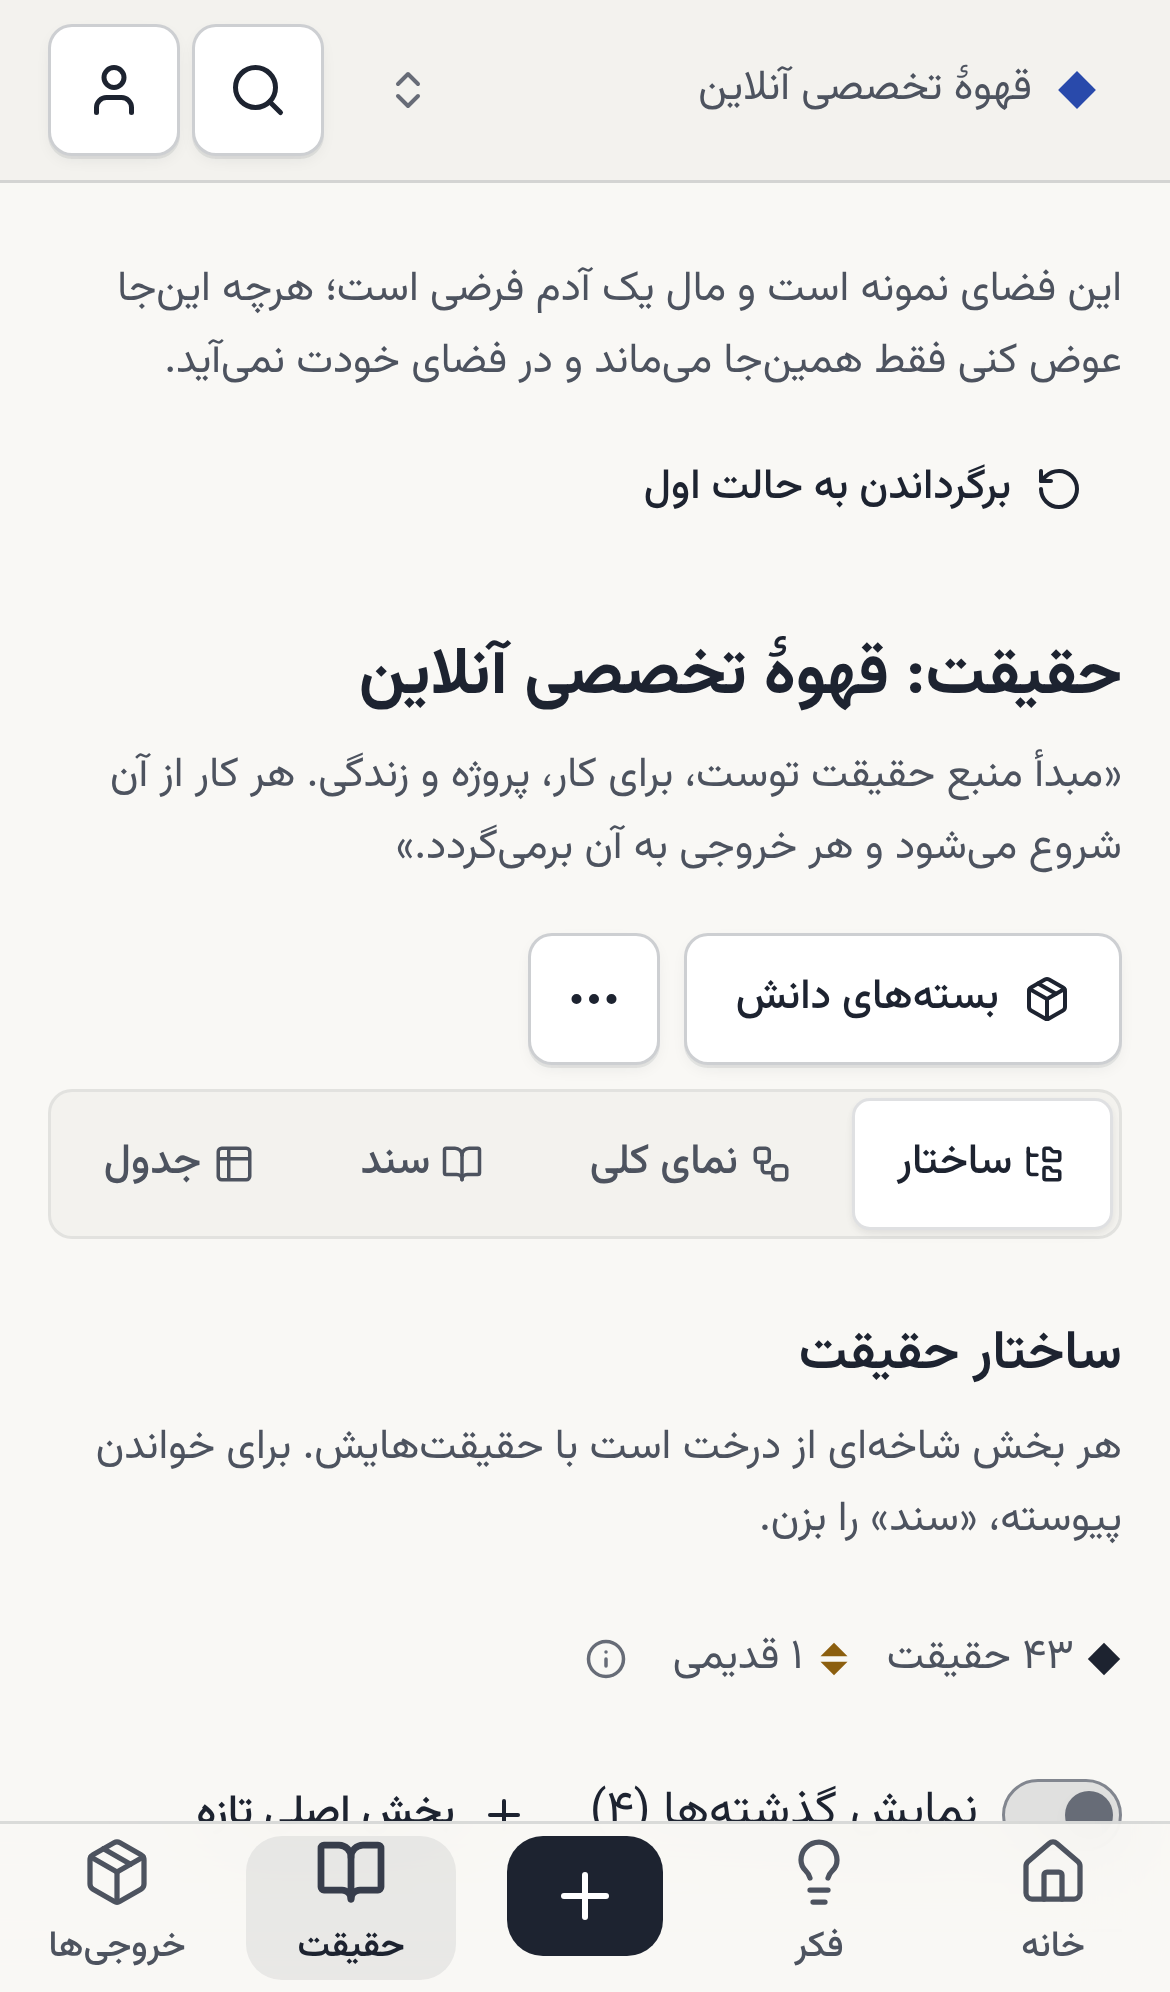 قهوهٔ تخصصی آنلاین
این فضای نمونه است و مال یک آدم فرضی است؛ هرچه این‌جا
عوض کنی فقط همین‌جا می‌ماند و در فضای خودت نمی‌آید.
برگرداندن به حالت اول
حقیقت: قهوهٔ تخصصی آنلاین
«مبدأ منبع حقیقت توست، برای کار، پروژه و زندگی. هر کار از آن
شروع می‌شود و هر خروجی به آن برمی‌گردد.»
بسته‌های دانش
ساختار نمای کلی سند جدول
ساختار حقیقت
هر بخش شاخه‌ای از درخت است با حقیقت‌هایش. برای خواندن
پیوسته، «سند» را بزن.
۴۳ حقیقت ۱ قدیمی
نمایش گذشته‌ها (۴) + بخش اصلی تازه
خانه فکر حقیقت خروجی‌ها